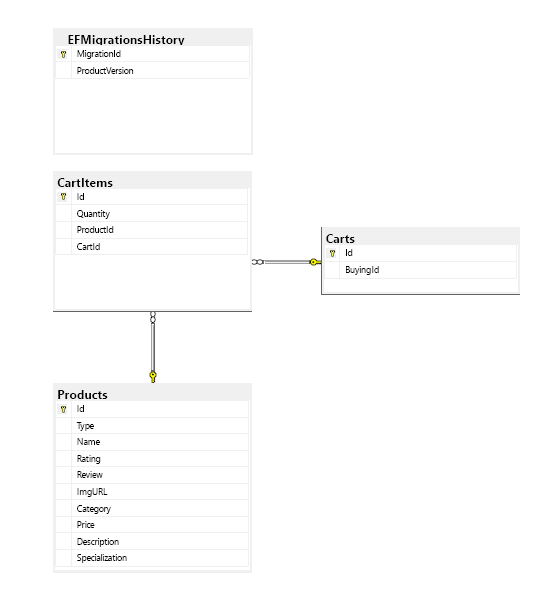 EFMigrationsHistory
MigrationId
ProductVersion
CartItems
Id
Quantity
ProductId
CartId
Carts
Id
BuyingId
Products
Id
Type
Name
Rating
Review
ImgURL
Category
Price
Description
Specialization